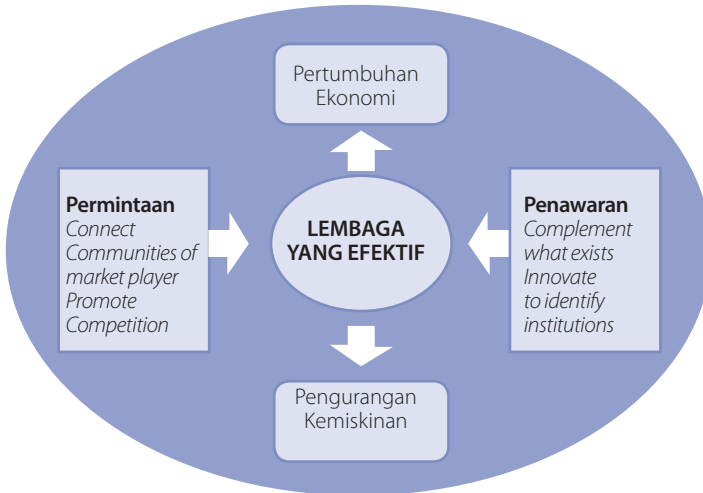 Pertumbuhan
Ekonomi
Permintaan
Connect
Communities of
market player
Promote
Competition
LEMBAGA
YANG EFEKTIF
Penawaran
Complement
what exists
Innovate
to identify
institutions
Pengurangan
Kemiskinan